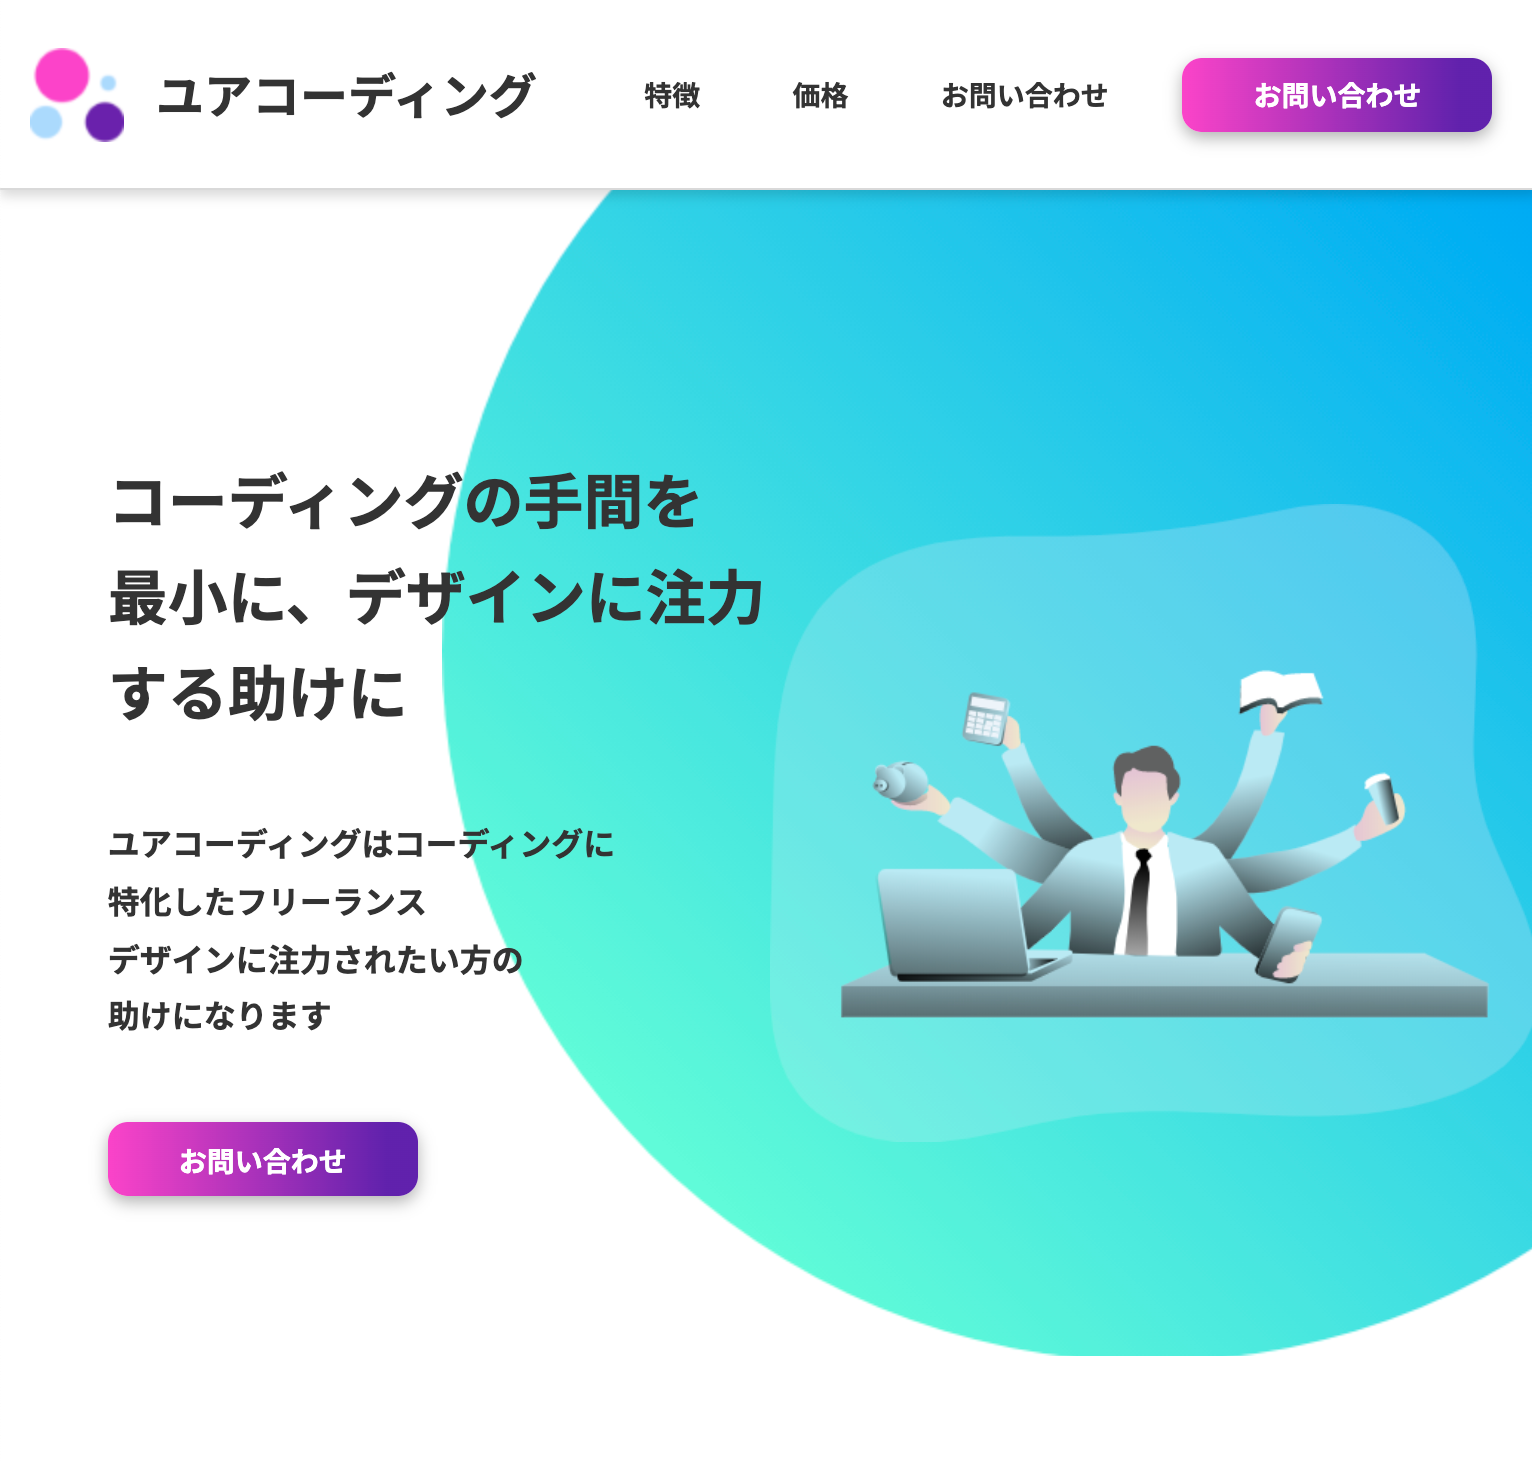 ユアコーディング
特徴
価格
お問い合わせ
お問い合わせ
コーディングの手間を
最小に、デザインに注力
する助けに
ユアコーディングはコーディングに
特化したフリーランス
デザインに注力されたい方の
助けになります
お問い合わせ